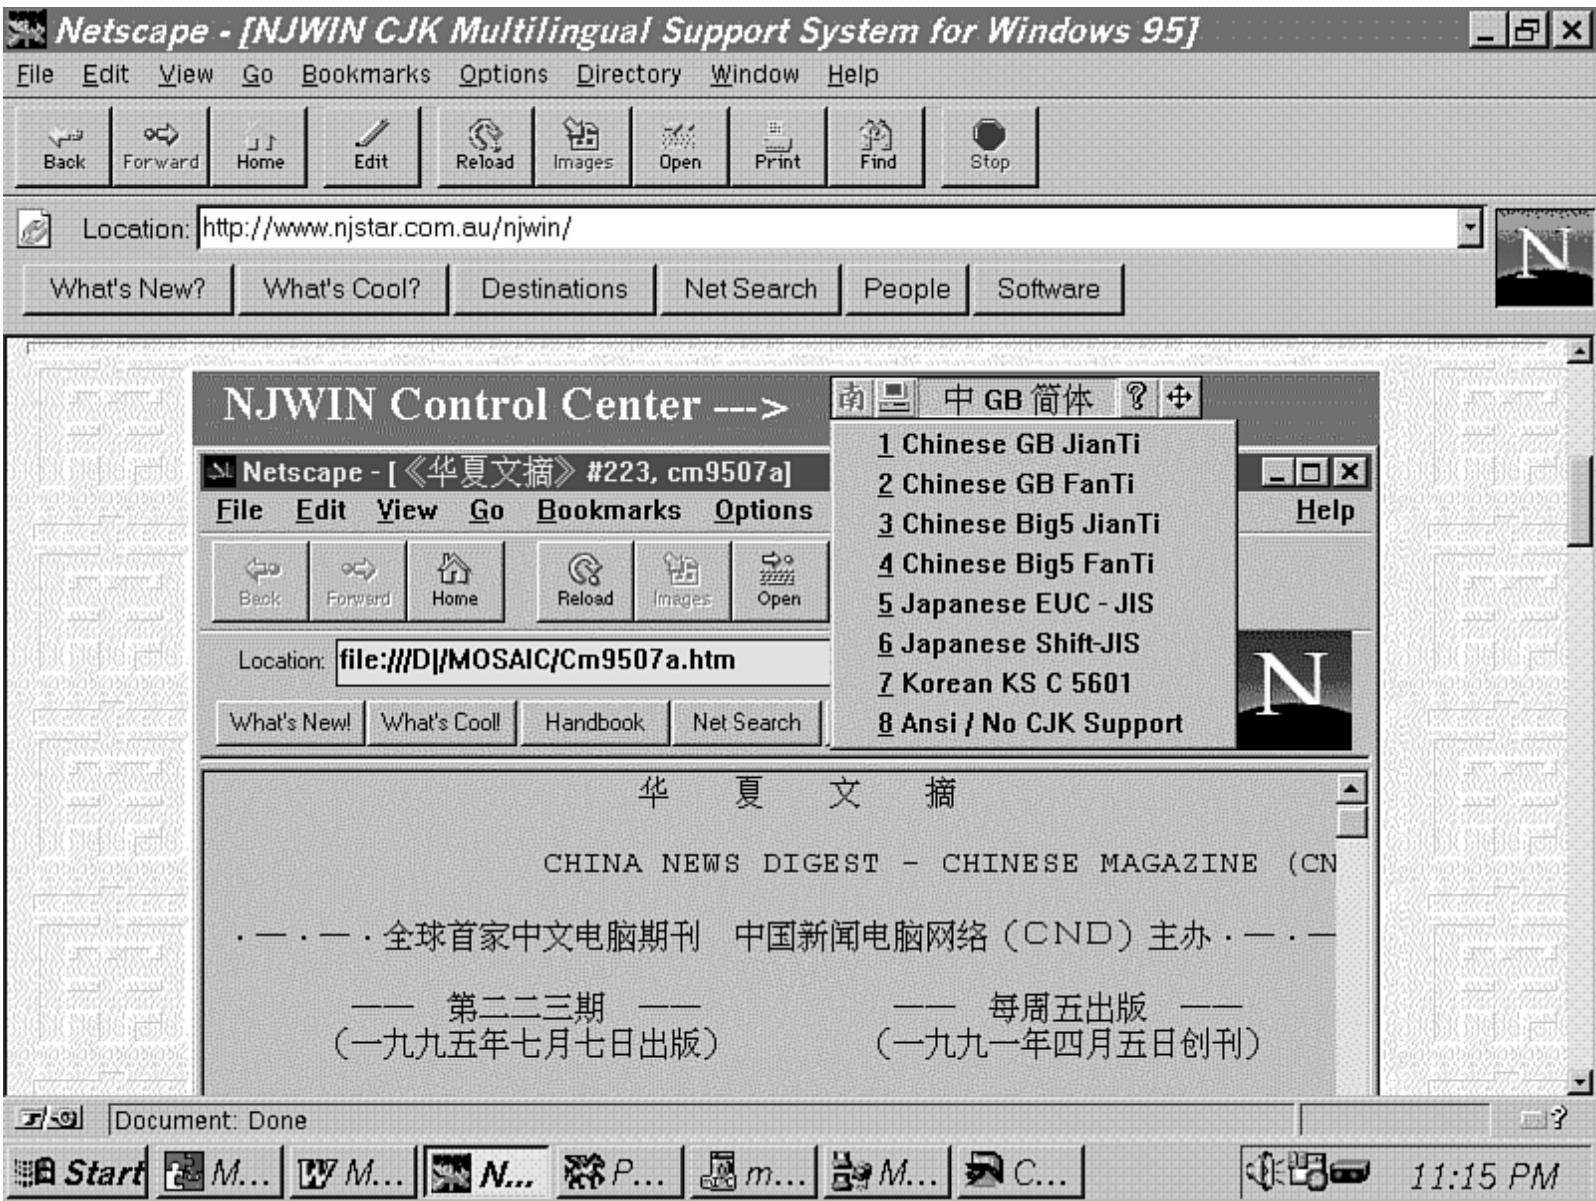 Netscape - [NJWIN CJK Multilingual Support System for Windows 95]
File Edit View Go Bookmarks Options Directory Window Help
Back Forward Home Edit Reload Images Open Print Find Stop
Location: http://www.njstar.com.au/njwin/
N
What's New? What's Cool? Destinations Net Search People Software
NJWIN Control Center ---> 南 中 GB 简体 ?
1 Chinese GB JianTi
2 Chinese GB FanTi
3 Chinese Big5 JianTi
4 Chinese Big5 FanTi
5 Japanese EUC - JIS
6 Japanese Shift-JIS
7 Korean KS C 5601
8 Ansi / No CJK Support
Netscape - [《华夏文摘》 #223, cm9507a]
File Edit View Go Bookmarks Options Help
Back Forward Home Reload Images Open
Location: file:///D|/MOSAIC/Cm9507a.htm
N
What's New! What's Cool! Handbook Net Search
华 夏 文 摘
CHINA NEWS DIGEST - CHINESE MAGAZINE (CN
·—·—·全球首家中文电脑期刊 中国新闻电脑网络(CND)主办·—·—
—— 第二二三期 —— —— 每周五出版 ——
(一九九五年七月七日出版) (一九九一年四月五日创刊)
Document: Done ?
Start M... M... N... P... m... M... C... 11:15 PM